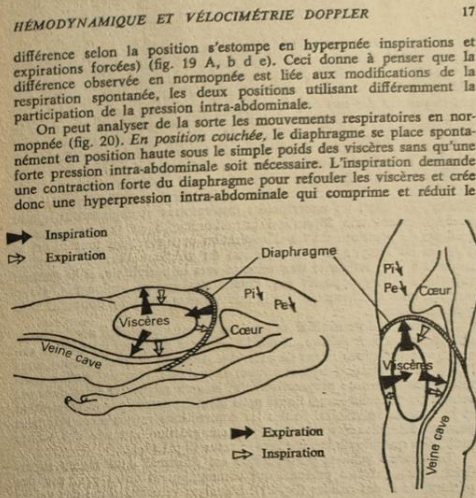 HÉMODYNAMIQUE ET VÉLOCIMÉTRIE DOPPLER 17
différence selon la position s'estompe en hyperpnée inspirations et
expirations forcées) (fig. 19 A, b d e). Ceci donne à penser que la
différence observée en normopnée est liée aux modifications de la
respiration spontanée, les deux positions utilisant différemment la
participation de la pression intra-abdominale.
On peut analyser de la sorte les mouvements respiratoires en nor-
mopnée (fig. 20). En position couchée, le diaphragme se place sponta-
nément en position haute sous le simple poids des viscères sans qu'une
forte pression intra-abdominale soit nécessaire. L'inspiration demande
une contraction forte du diaphragme pour refouler les viscères et crée
donc une hyperpression intra-abdominale qui comprime et réduit le
Inspiration
Expiration
Diaphragme
Pi
Pe
Viscères
Cœur
Veine cave
Pi
Pe
Cœur
Viscères
Veine cave
Expiration
Inspiration